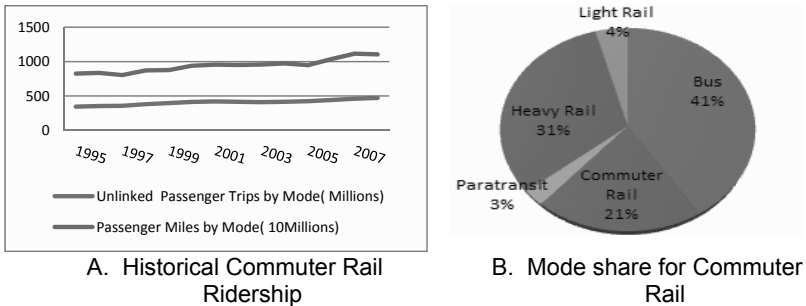 1500
1000
500
0
1995
1997
1999
2001
2003
2005
2007
Unlinked Passenger Trips by Mode( Millions)
Passenger Miles by Mode( 10Millions)
A. Historical Commuter Rail
Ridership
Light Rail
4%
Bus
41%
Heavy Rail
31%
Paratransit
3%
Commuter
Rail
21%
B. Mode share for Commuter
Rail